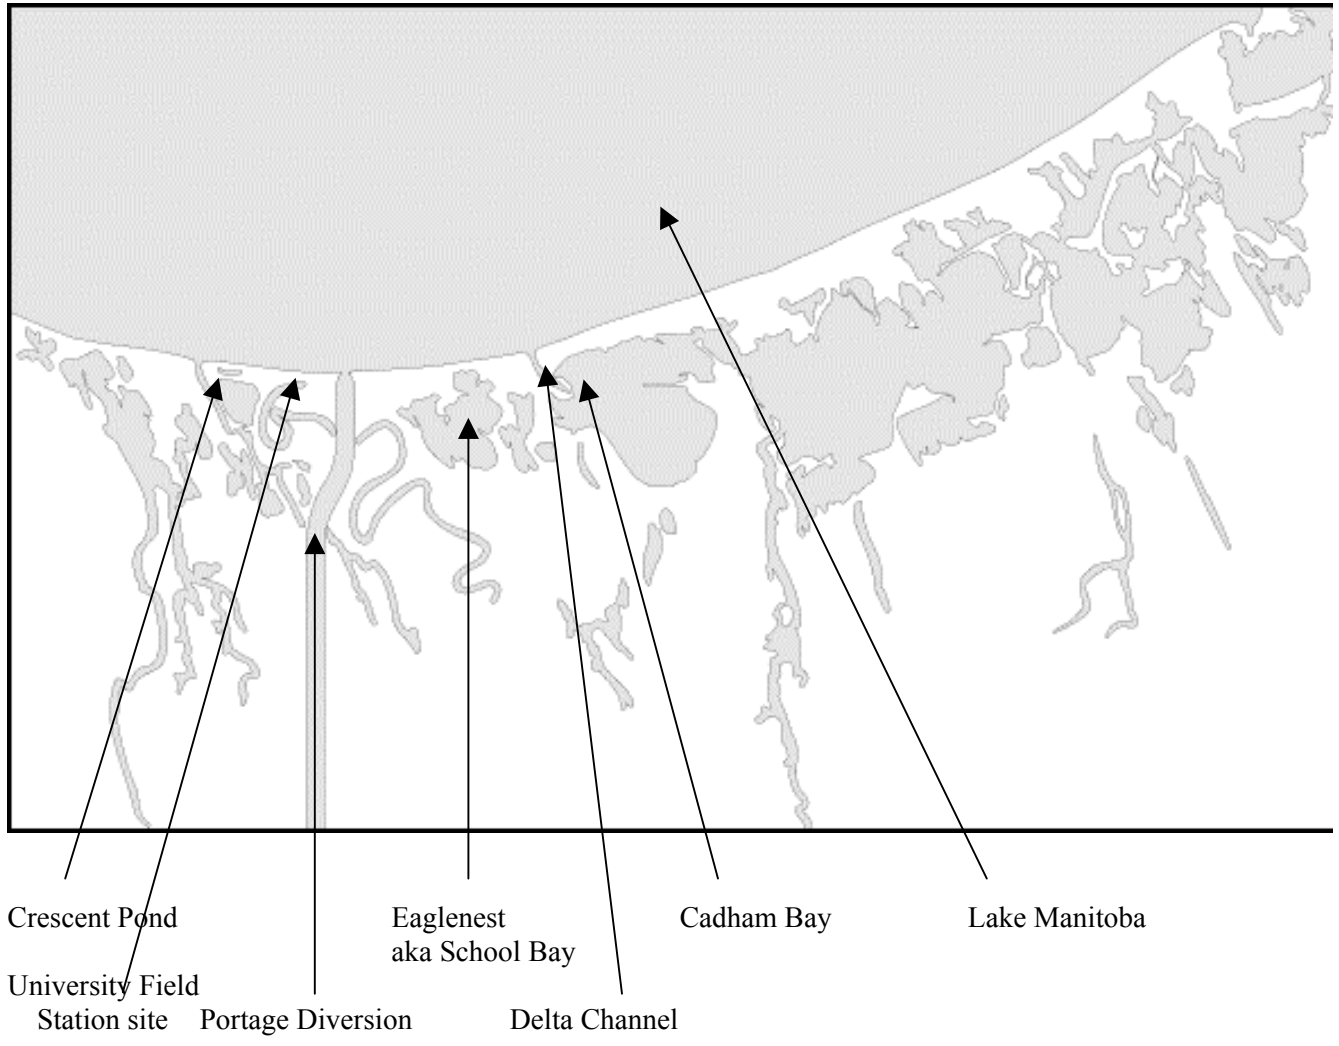 Crescent Pond
Eaglenest
aka School Bay
Cadham Bay
Lake Manitoba
University Field
Station site
Portage Diversion
Delta Channel